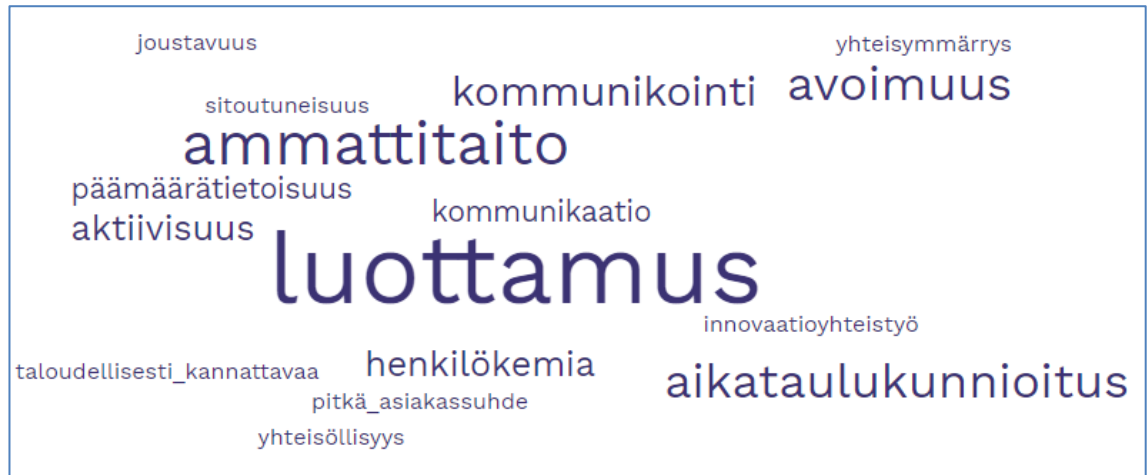 joustavuus
yhteisymmärrys
kommunikointi
avoimuus
sitoutuneisuus
ammattitaito
päämäärätietoisuus
kommunikaatio
aktiivisuus
luottamus
innovaatioyhteistyö
taloudellisesti_kannattavaa
henkilökemia
aikataulukunnioitus
pitkä_asiakassuhde
yhteisöllisyys